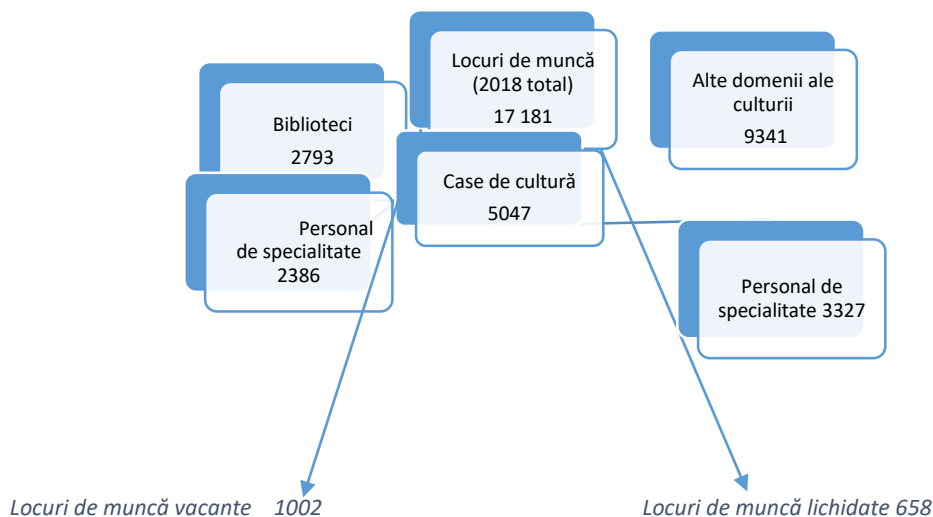 Locuri de muncă
(2018 total)
17 181
Alte domenii ale
culturii
9341
Biblioteci
2793
Case de cultură
5047
Personal
de specialitate
2386
Personal de
specialitate 3327
Locuri de muncă vacante 1002
Locuri de muncă lichidate 658